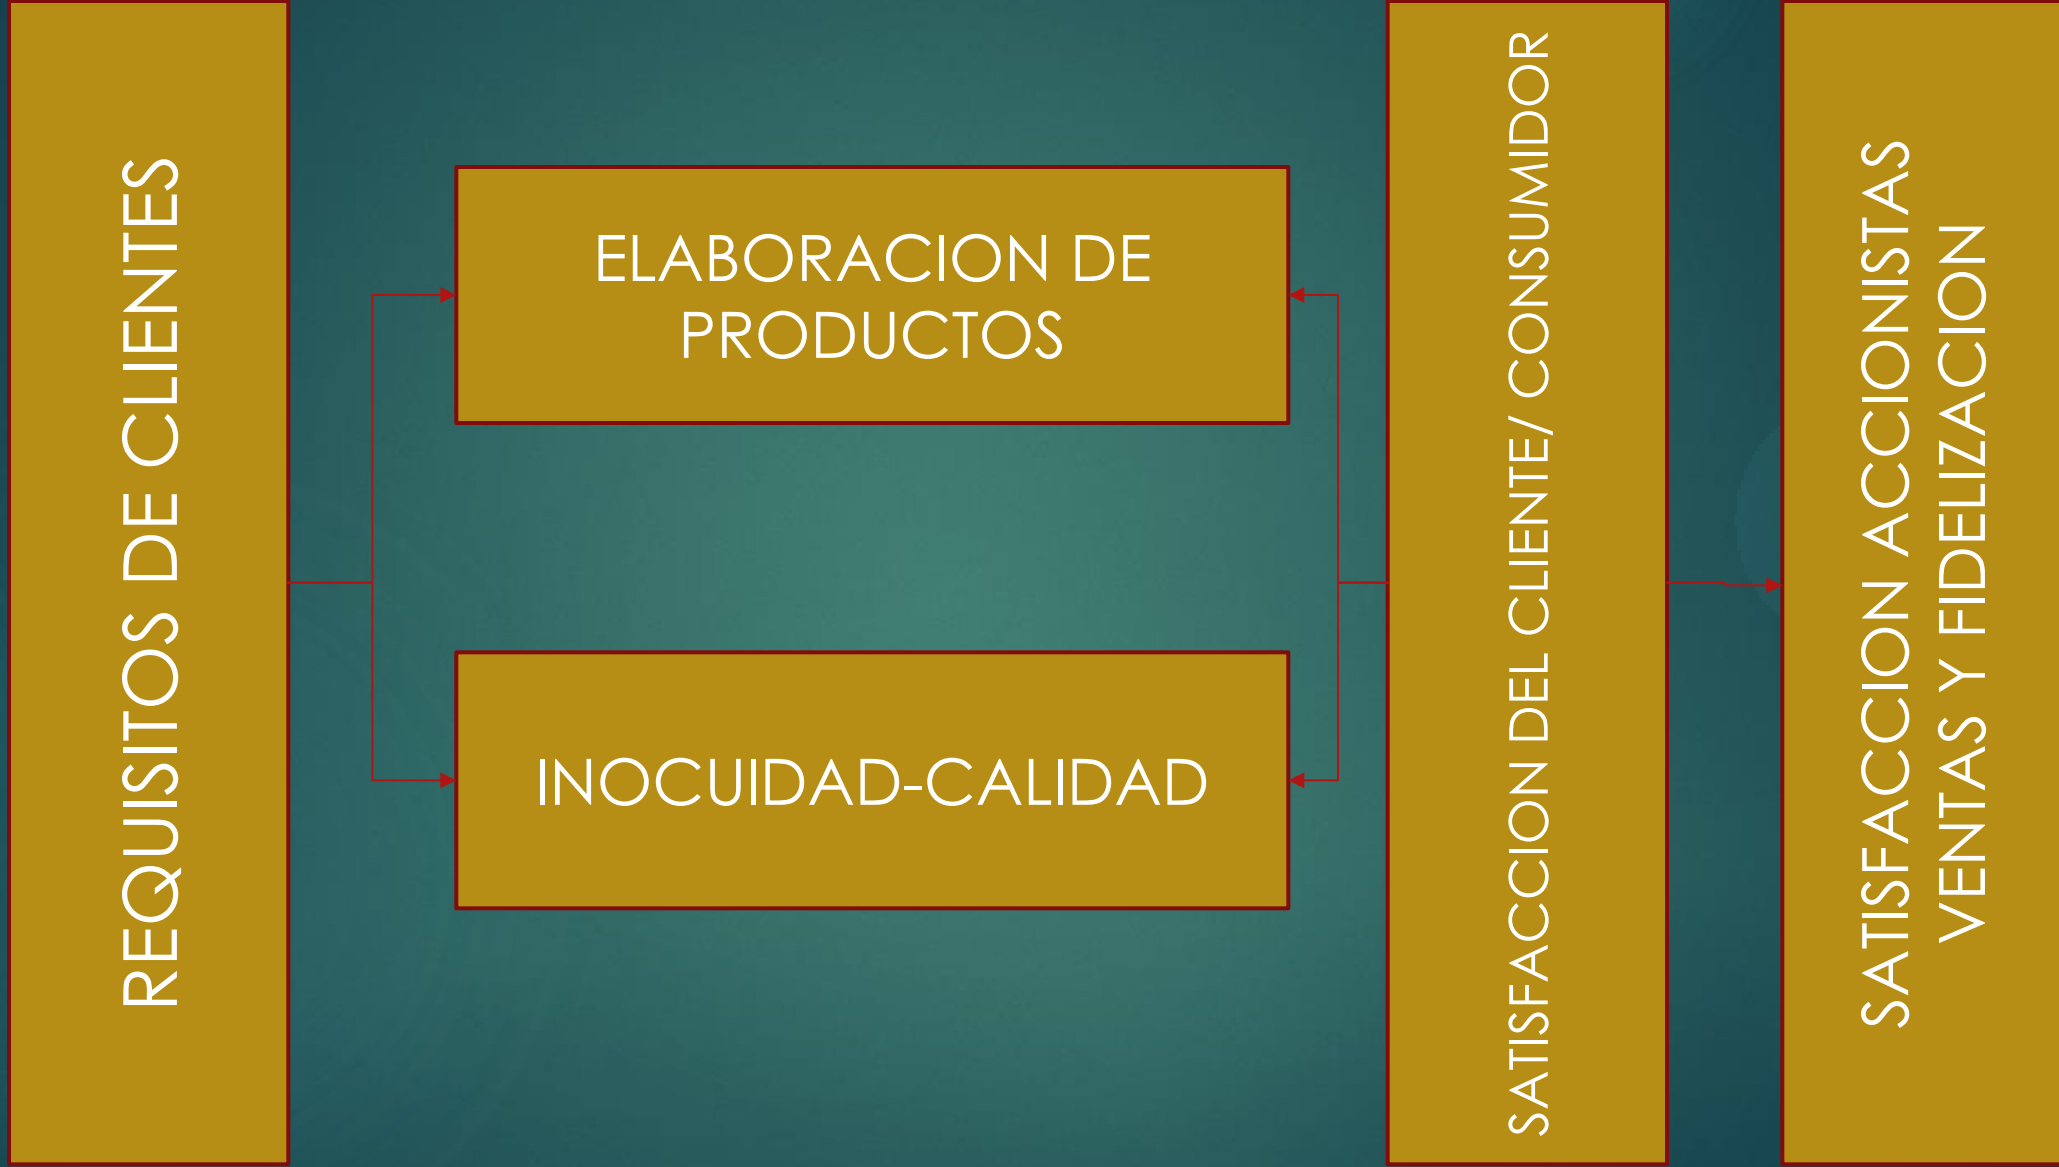 REQUISITOS DE CLIENTES
ELABORACION DE
PRODUCTOS
INOCUIDAD-CALIDAD
SATISFACCION DEL CLIENTE/ CONSUMIDOR
SATISFACCION ACCIONISTAS
VENTAS Y FIDELIZACION